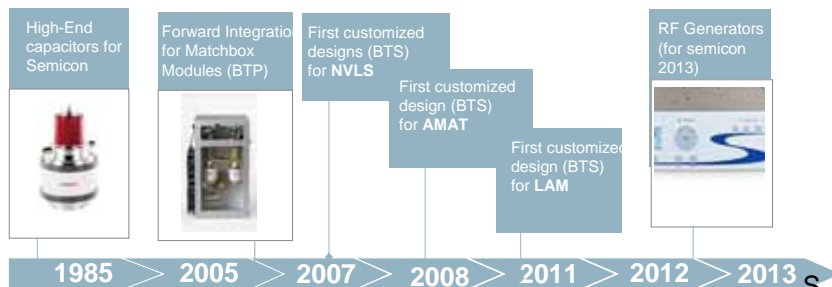 High-End
capacitors for
Semicon
Forward Integratio
for Matchbox
Modules (BTP)
First customized
designs (BTS)
for NVLS
First customized
design (BTS)
for AMAT
First customized
design (BTS)
for LAM
RF Generators
(for semicon
2013)
1985
2005
2007
2008
2011
2012
2013
S